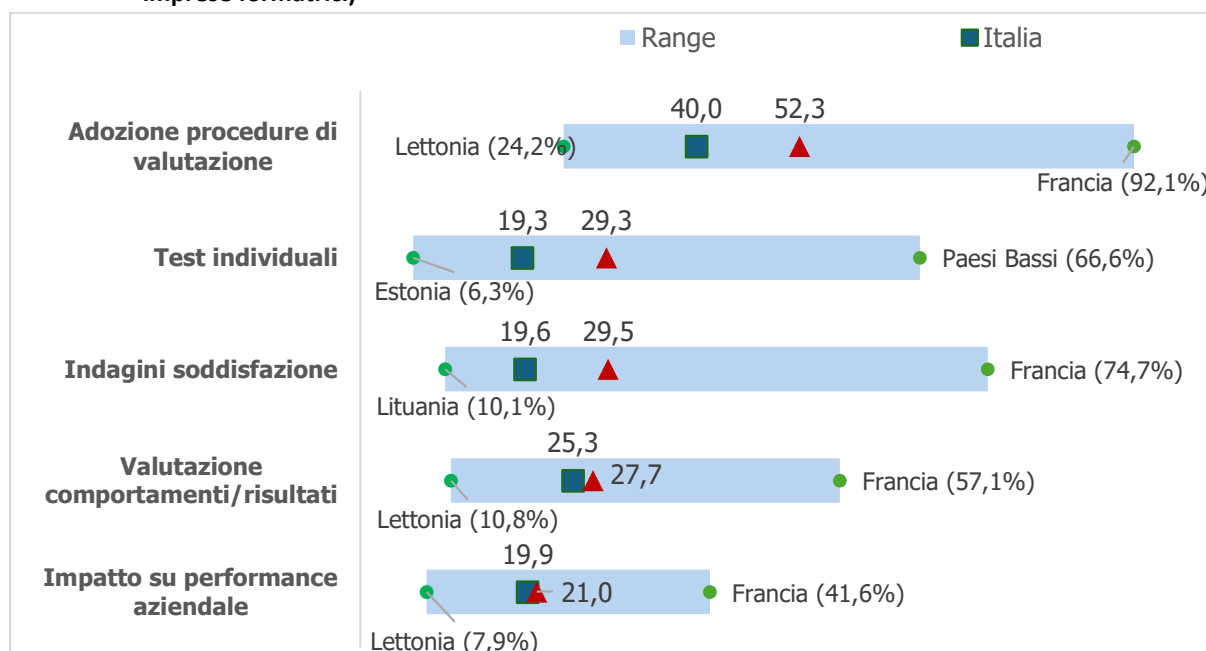 imprese formatrici)
Range Italia
40,0 52,3
Adozione procedure di
valutazione
Lettonia (24,2%)
Francia (92,1%)
19,3 29,3
Test individuali
Paesi Bassi (66,6%)
Estonia (6,3%)
19,6 29,5
Indagini soddisfazione
Francia (74,7%)
Lituania (10,1%)
25,3
Valutazione
comportamenti/risultati
27,7
Francia (57,1%)
Lettonia (10,8%)
19,9
Impatto su performance
aziendale
21,0
Francia (41,6%)
Lettonia (7,9%)